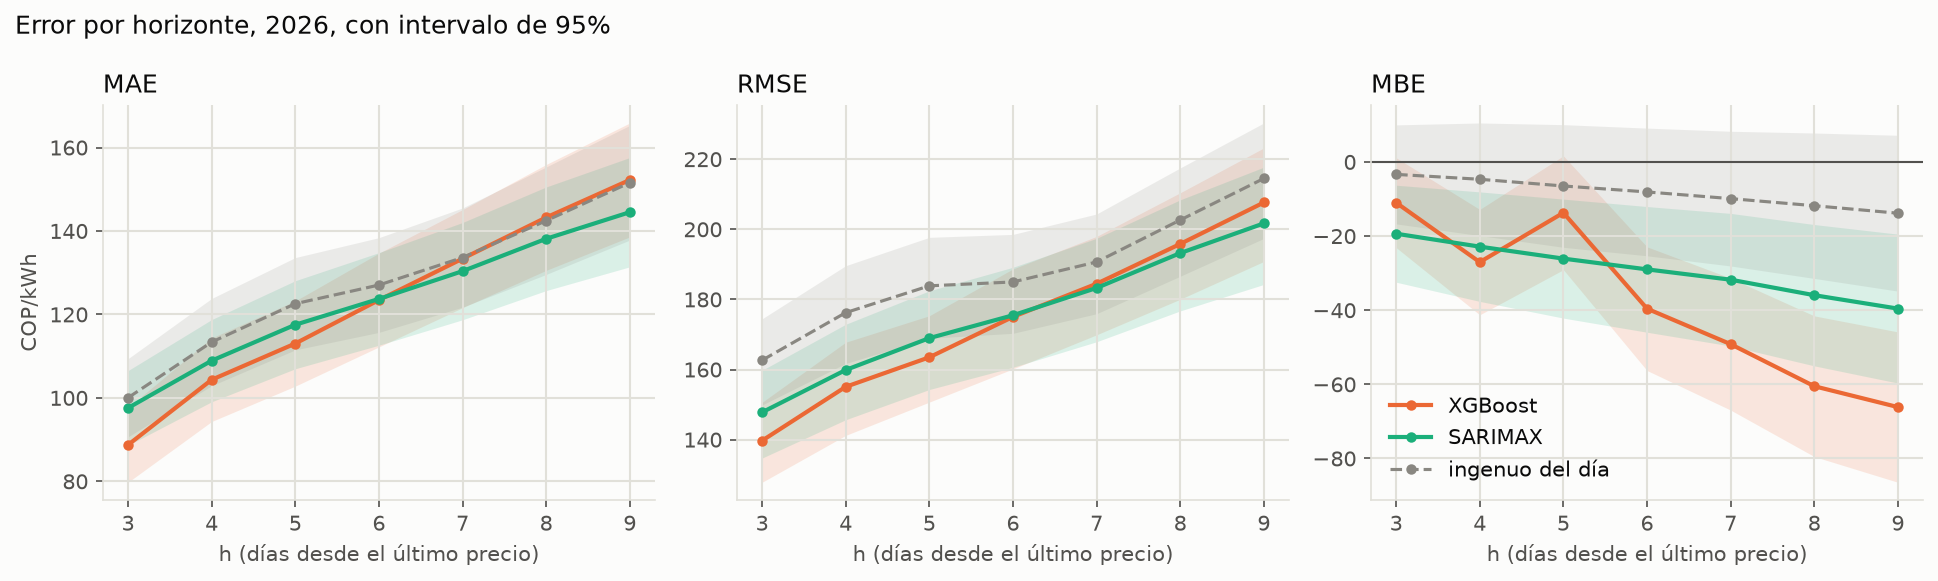 Error por horizonte, 2026, con intervalo de 95%
MAE
COP/kWh
160
140
120
100
80
3 4 5 6 7 8 9
h (días desde el último precio)
RMSE
220
200
180
160
140
3 4 5 6 7 8 9
h (días desde el último precio)
MBE
0
−20
−40
−60
−80
XGBoost
SARIMAX
ingenuo del día
3 4 5 6 7 8 9
h (días desde el último precio)